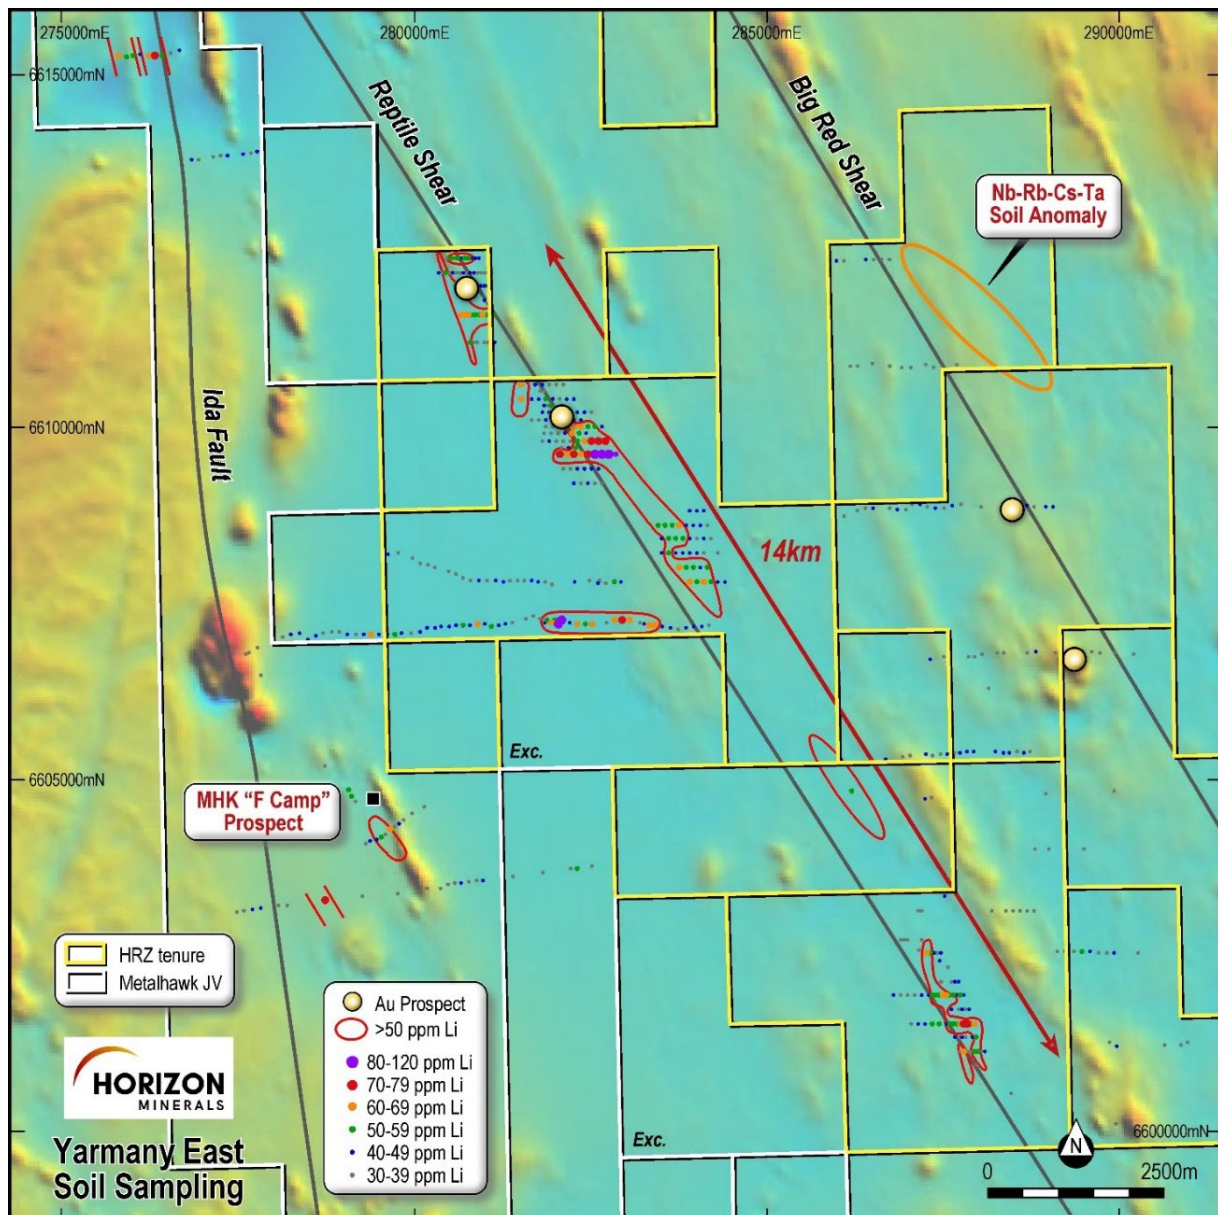 275000mE
280000mE
285000mE
290000mE
6615000mN
Reptile Shear
Big Red Shear
Nb-Rb-Cs-Ta
Soil Anomaly
Ida Fault
6610000mN
14km
Exc.
6605000mN
MHK “F Camp”
Prospect
HRZ tenure
Metalhawk JV
Au Prospect
>50 ppm Li
80-120 ppm Li
70-79 ppm Li
60-69 ppm Li
50-59 ppm Li
40-49 ppm Li
30-39 ppm Li
HORIZON
MINERALS
Yarmany East
Soil Sampling
Exc.
6600000mN
N
0
2500m